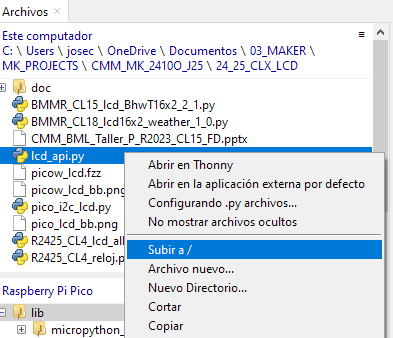 Archivos
Este computador
C: \ Users \ josec \ OneDrive \ Documentos \ 03_MAKER \
MK_PROJECTS \ CMM_MK_2410O_J25 \ 24_25_CLX_LCD
doc
BMMR_CL15_lcd_BhwT16x2_2_1.py
BMMR_CL18_lcd16x2_weather_1_0.py
CMM_BML_Taller_P_R2023_CL15_FD.pptx
lcd_api.py
Abrir en Thonny
picow_lcd.fzz
Abrir en la aplicación externa por defecto
picow_lcd_bb.png
Configurando .py archivos...
pico_i2c_lcd.py
No mostrar archivos ocultos
pico_lcd_bb.png
R2425_CL4_lcd_all
Subir a /
R2425_CL4_reloj.p
Archivo nuevo...
Raspberry Pi Pico
Nuevo Directorio...
lib
Cortar
micropython_
Copiar